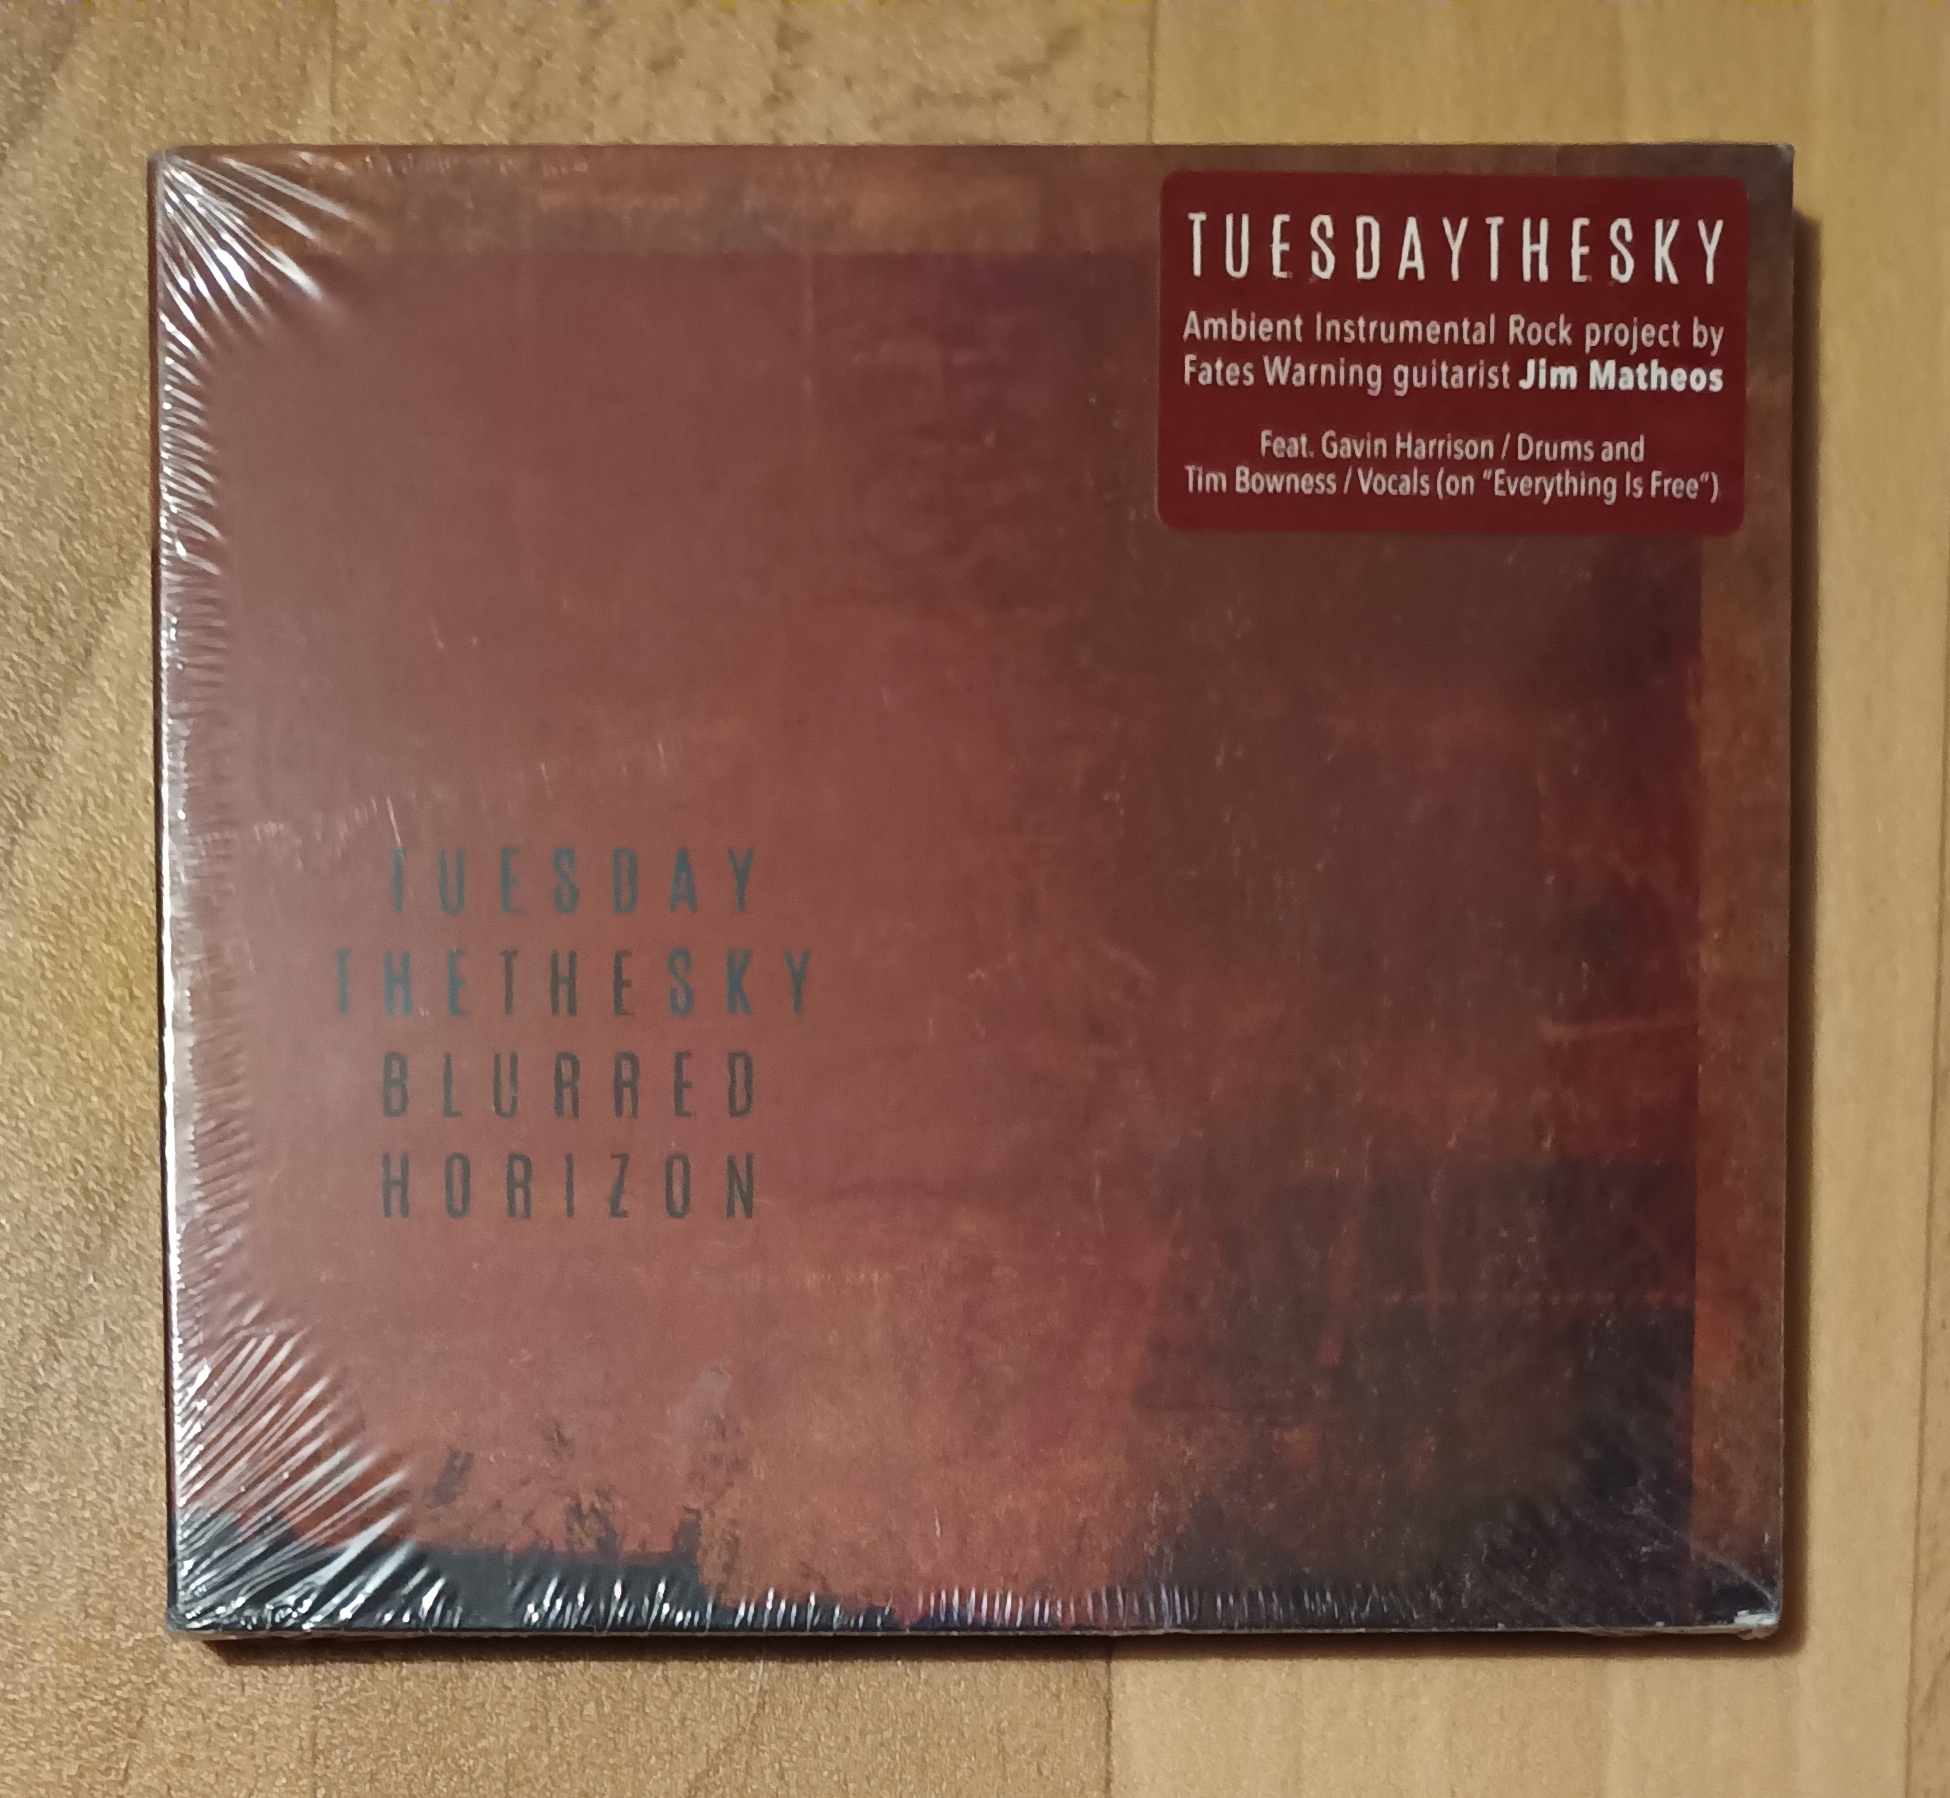 TUESDAYTHESKY
Ambient Instrumental Rock project by
Fates Warning guitarist Jim Matheos
Feat. Gavin Harrison / Drums and
Tim Bowness / Vocals (on "Everything Is Free")
TUESDAY
THETHESKY
BLURRED
HORIZON